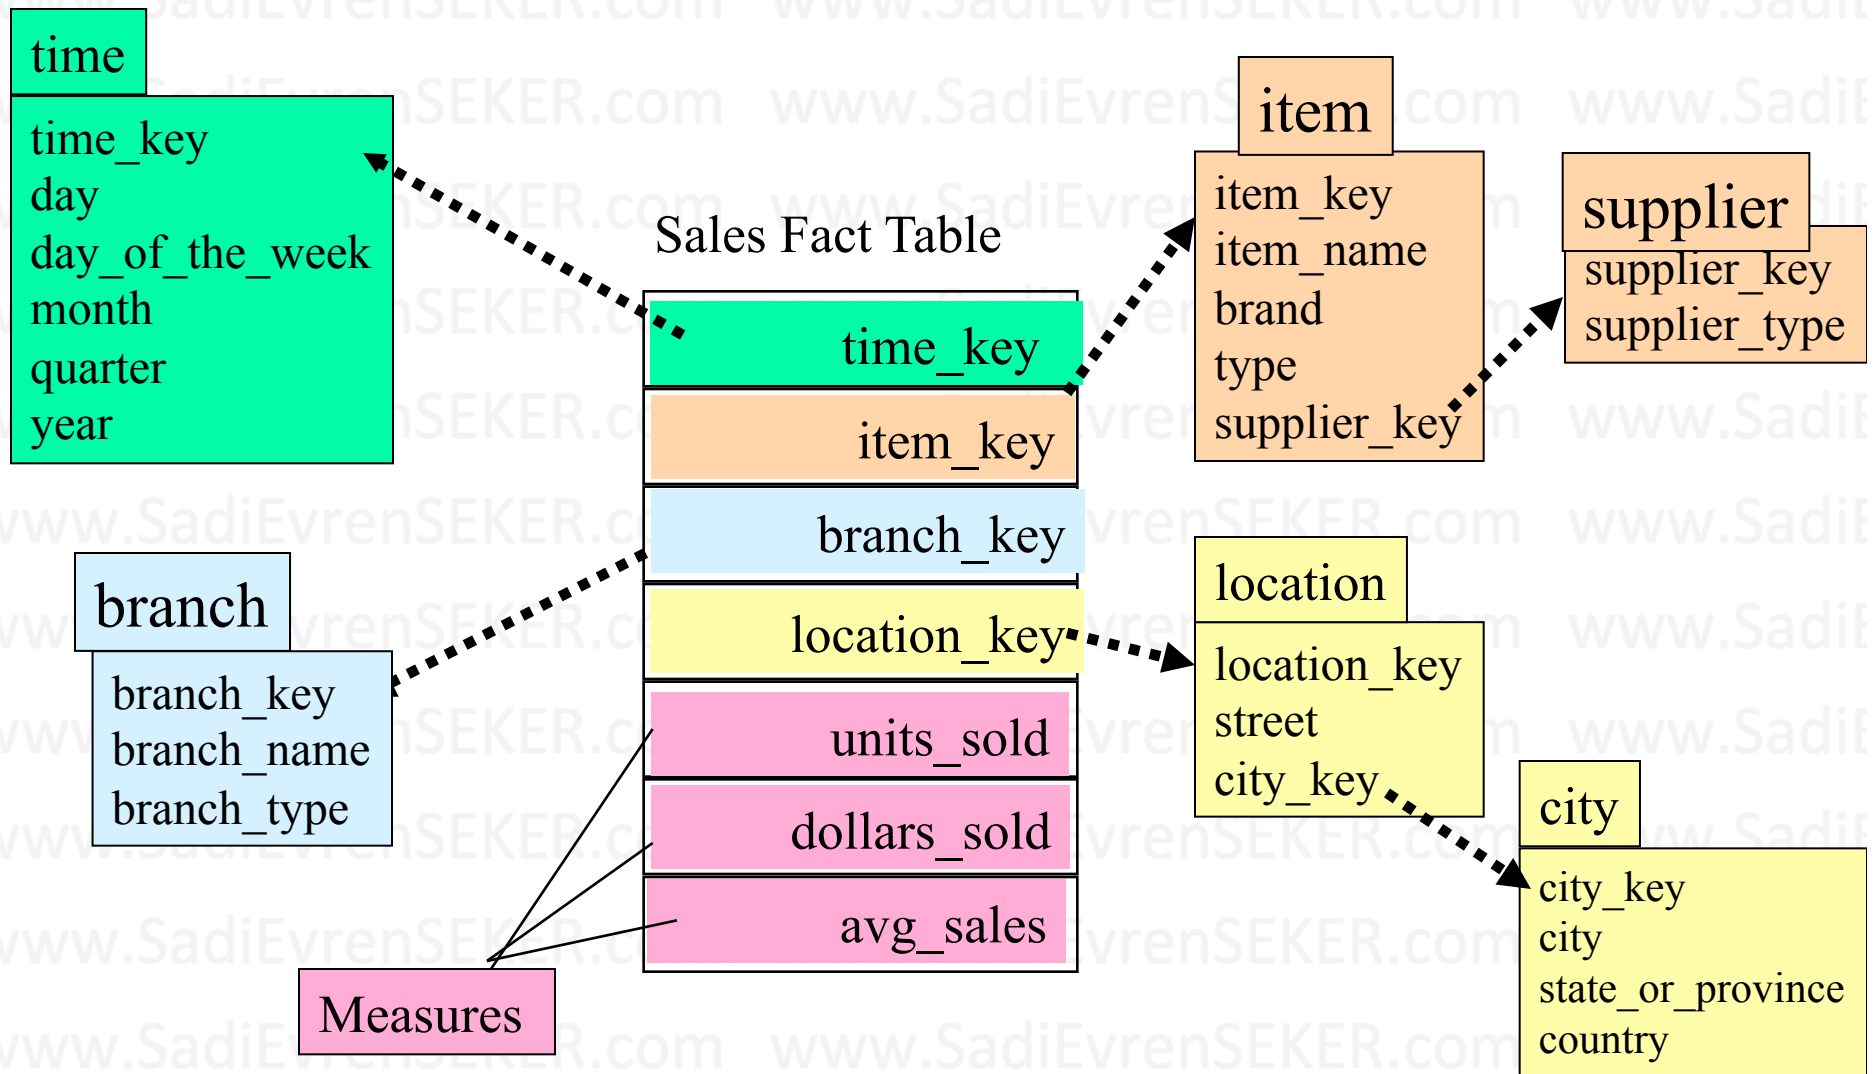 time
time_key
day
day_of_the_week
month
quarter
year
Sales Fact Table
time_key
item_key
branch_key
location_key
units_sold
dollars_sold
avg_sales
item
item_key
item_name
brand
type
supplier_key
supplier
supplier_key
supplier_type
branch
branch_key
branch_name
branch_type
location
location_key
street
city_key
city
city_key
city
state_or_province
country
Measures
www.SadiEvrenSEKER.com